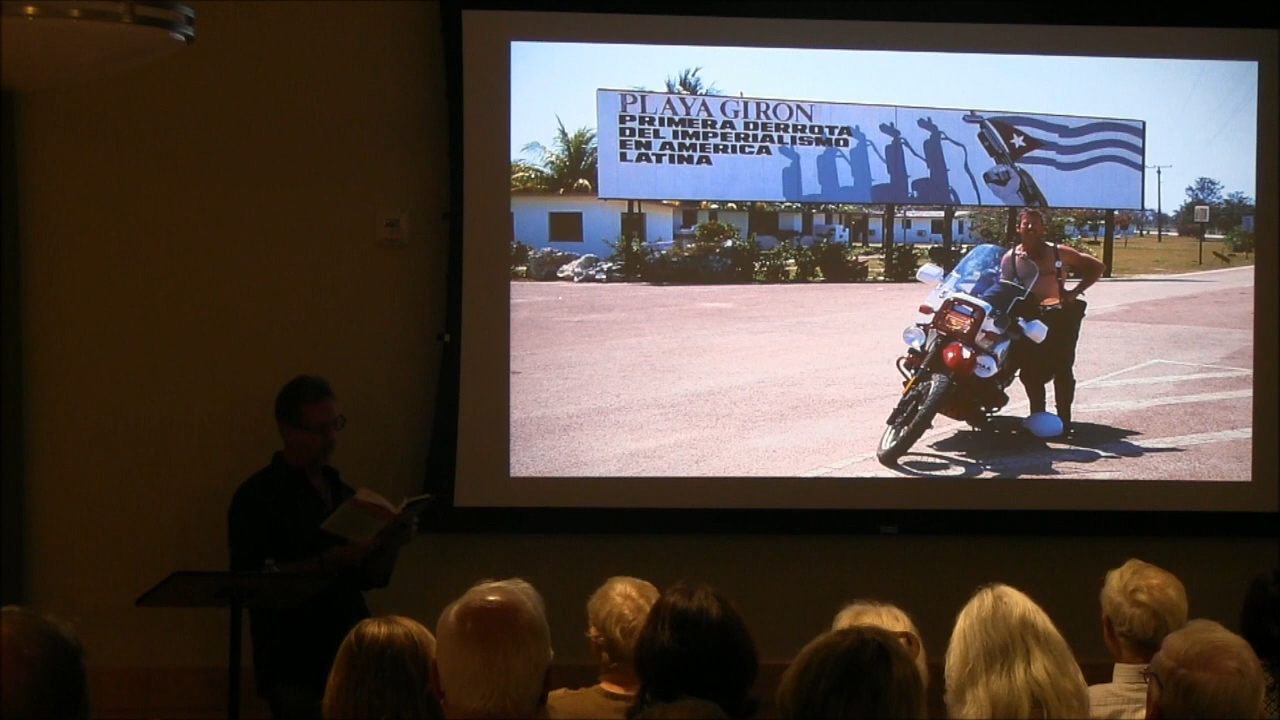 PLAYA GIRON
PRIMERA DERROTA
DEL IMPERIALISMO
EN AMERICA
LATINA